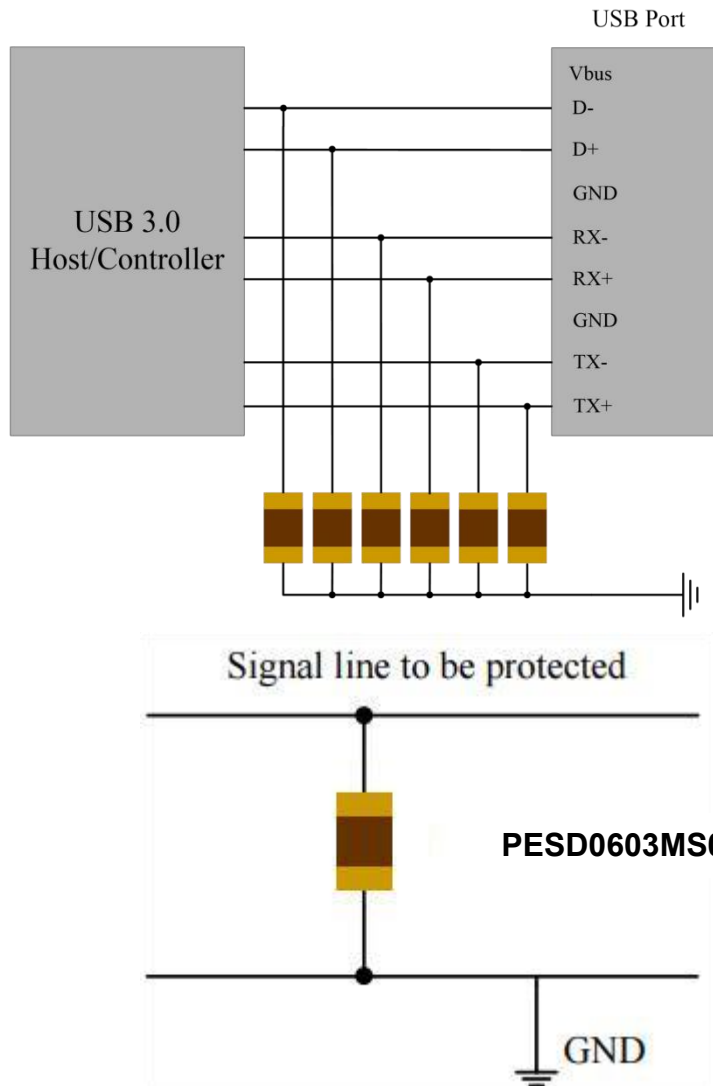 USB Port
USB 3.0
Host/Controller
Vbus
D-
D+
GND
RX-
RX+
GND
TX-
TX+
Signal line to be protected
PESD0603MS
GND